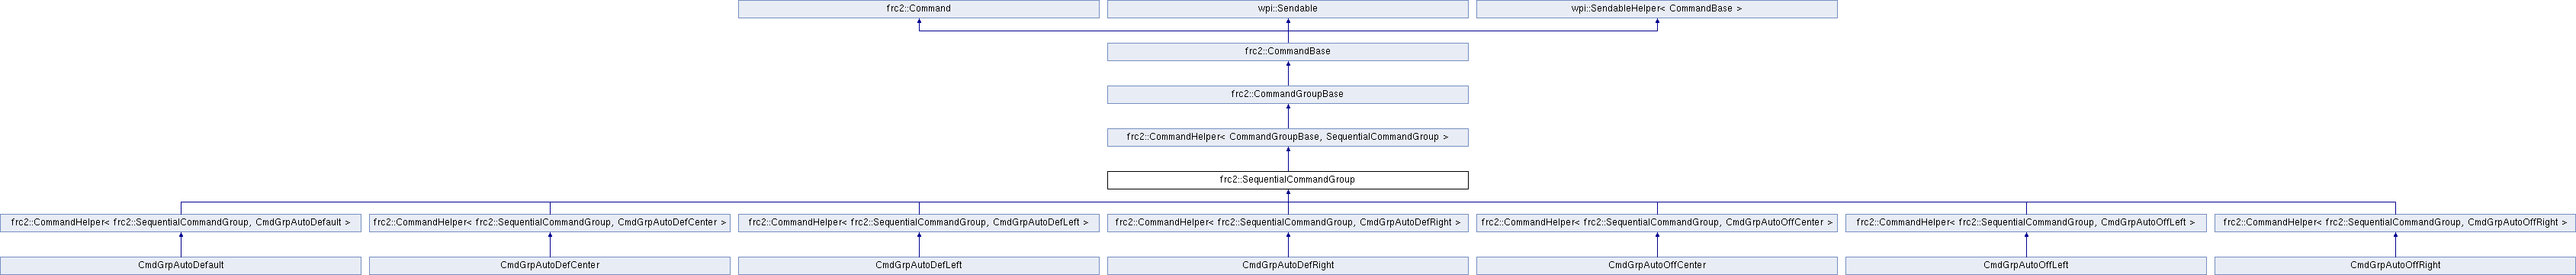 frc2::Command
wpi::Sendable
wpi::SendableHelper< CommandBase >
frc2::CommandBase
frc2::CommandGroupBase
frc2::CommandHelper< CommandGroupBase, SequentialCommandGroup >
frc2::SequentialCommandGroup
frc2::CommandHelper< frc2::SequentialCommandGroup, CmdGrpAutoDefault >
frc2::CommandHelper< frc2::SequentialCommandGroup, CmdGrpAutoDefCenter >
frc2::CommandHelper< frc2::SequentialCommandGroup, CmdGrpAutoDefLeft >
frc2::CommandHelper< frc2::SequentialCommandGroup, CmdGrpAutoDefRight >
frc2::CommandHelper< frc2::SequentialCommandGroup, CmdGrpAutoOffCenter >
frc2::CommandHelper< frc2::SequentialCommandGroup, CmdGrpAutoOffLeft >
frc2::CommandHelper< frc2::SequentialCommandGroup, CmdGrpAutoOffRight >
CmdGrpAutoDefault
CmdGrpAutoDefCenter
CmdGrpAutoDefLeft
CmdGrpAutoDefRight
CmdGrpAutoOffCenter
CmdGrpAutoOffLeft
CmdGrpAutoOffRight